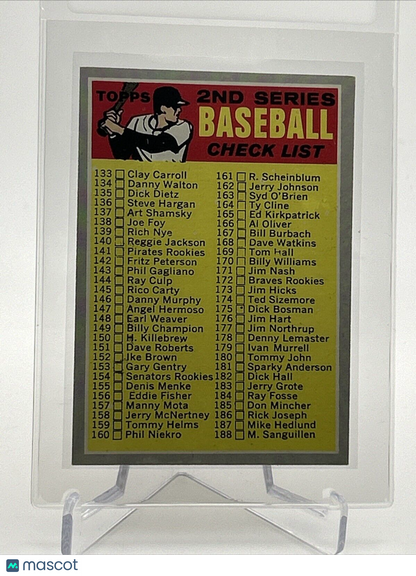 TOPPS 2ND SERIES
BASEBALL
CHECK LIST
133 Clay Carroll
134 Danny Walton
135 Dick Dietz
136 Steve Hargan
137 Art Shamsky
138 Joe Foy
139 Rich Nye
140 Reggie Jackson
141 Pirates Rookies
142 Fritz Peterson
143 Phil Gagliano
144 Ray Culp
145 Rico Carty
146 Danny Murphy
147 Angel Hermoso
148 Earl Weaver
149 Billy Champion
150 H. Killebrew
151 Dave Roberts
152 Ike Brown
153 Gary Gentry
154 Senators Rookies
155 Denis Menke
156 Eddie Fisher
157 Manny Mota
158 Jerry McNertney
159 Tommy Helms
160 Phil Niekro
161 R. Scheinblum
162 Jerry Johnson
163 Syd O'Brien
164 Ty Cline
165 Ed Kirkpatrick
166 Al Oliver
167 Bill Burbach
168 Dave Watkins
169 Tom Hall
170 Billy Williams
171 Jim Nash
172 Braves Rookies
173 Jim Hicks
174 Ted Sizemore
175 Dick Bosman
176 Jim Hart
177 Jim Northrup
178 Denny Lemaster
179 Ivan Murrell
180 Tommy John
181 Sparky Anderson
182 Dick Hall
183 Jerry Grote
184 Ray Fosse
185 Don Mincher
186 Rick Joseph
187 Mike Hedlund
188 M. Sanguillen
mascot